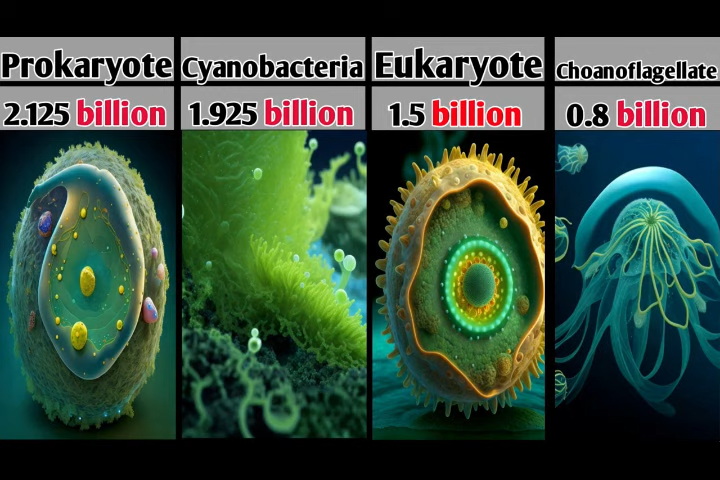 Prokaryote
2.125 billion
Cyanobacteria
1.925 billion
Eukaryote
1.5 billion
Choanoflagellate
0.8 billion